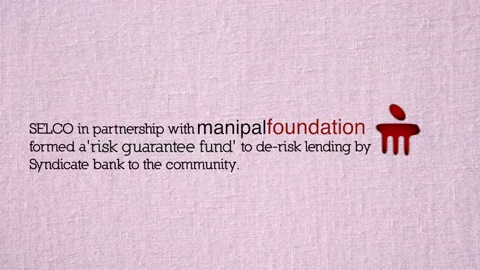 SELCO in partnership with manipalfoundation
formed a 'risk guarantee fund' to de-risk lending by
Syndicate bank to the community.